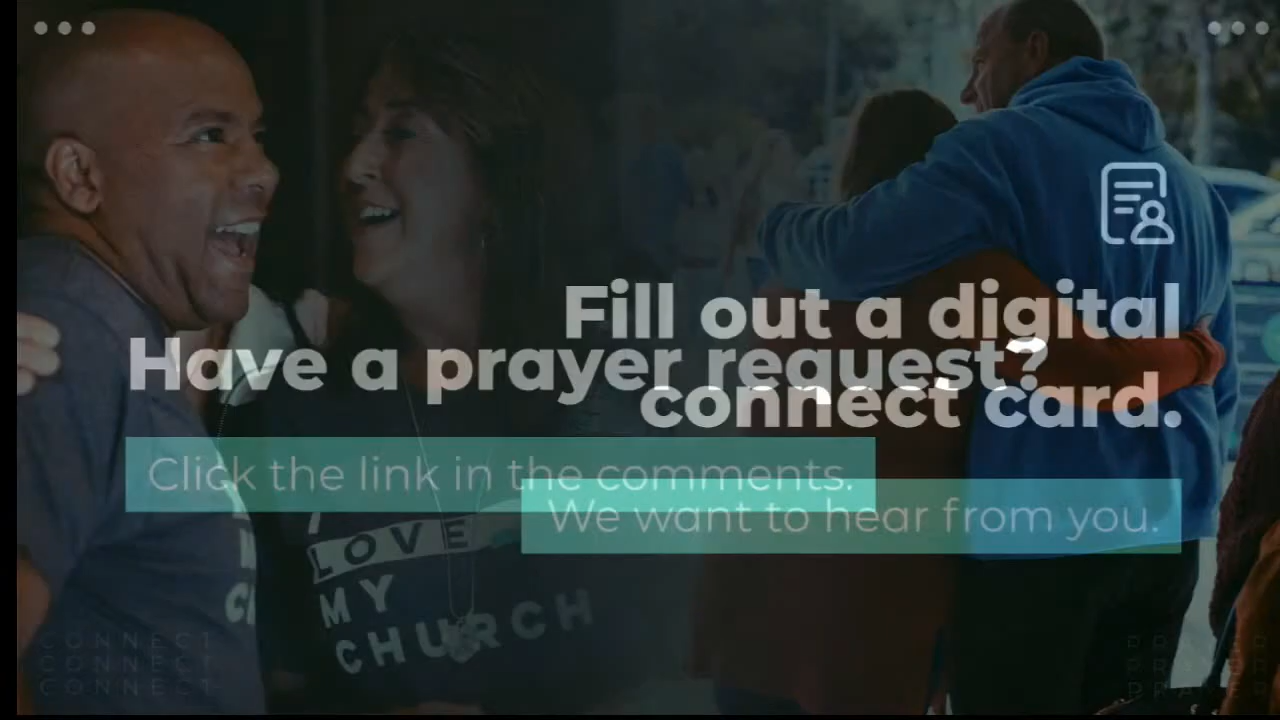 Fill out a digital
connect card.
We want to hear from you.
Have a prayer request?
Click the link in the comments.
I
LOVE
MY
CHURCH
CONNECT
CONNECT
CONNECT